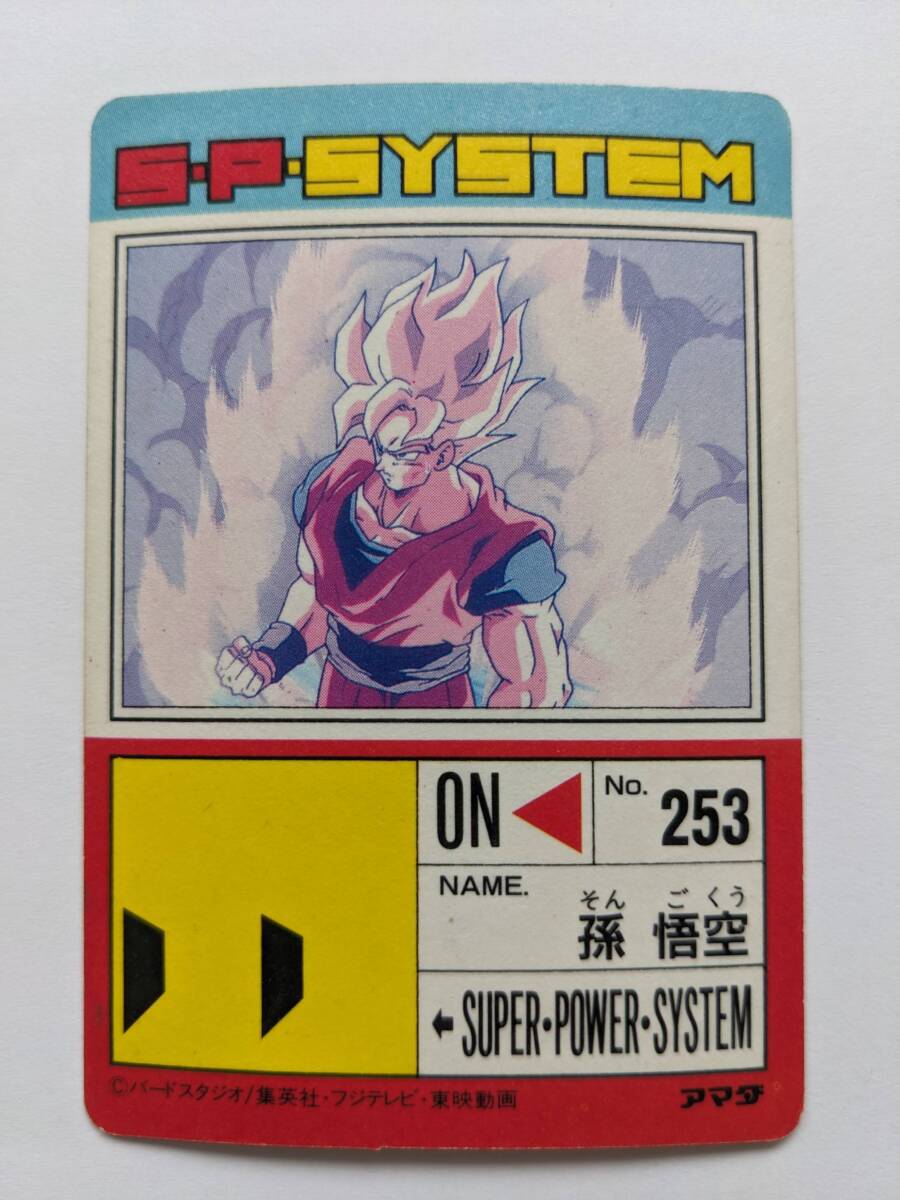 S・P・SYSTEM
ON
No. 253
NAME.
そん ご くう
孫 悟空
SUPER・POWER・SYSTEM
©バードスタジオ/集英社・フジテレビ・東映動画
アマダ